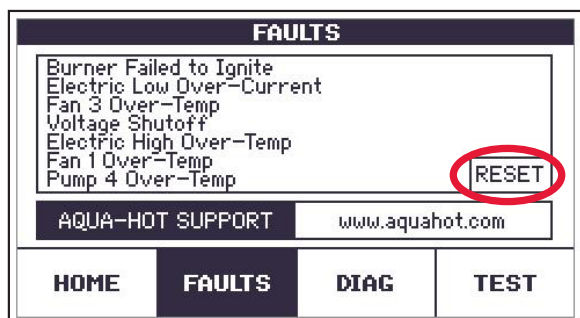 FAULTS
Burner Failed to Ignite
Electric Low Over-Current
Fan 3 Over-Temp
Voltage Shutoff
Electric High Over-Temp
Fan 1 Over-Temp
Pump 4 Over-Temp
RESET
AQUA-HOT SUPPORT www.aquahot.com
HOME FAULTS DIAG TEST